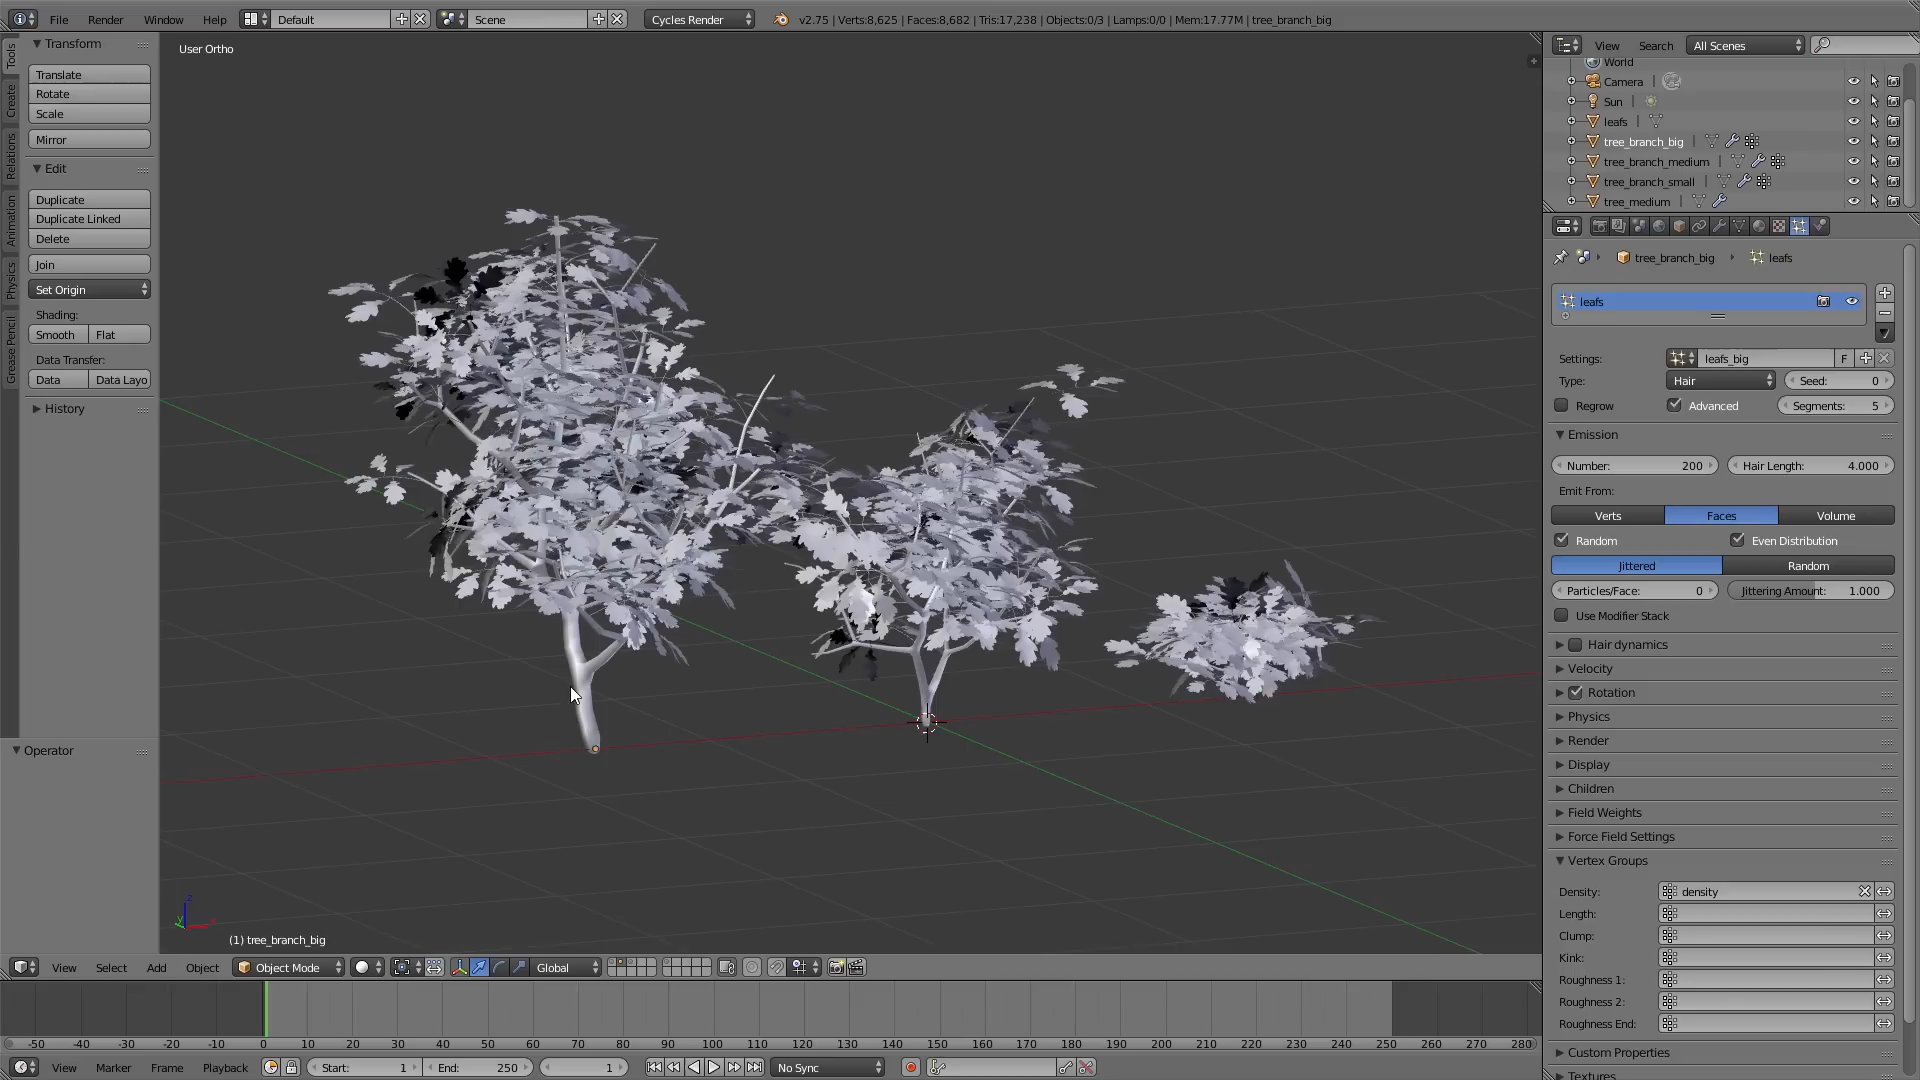 File Render Window Help Default Scene Cycles Render v2.75 | Verts:8,625 | Faces:8,682 | Tris:17,238 | Objects:0/3 | Lamps:0/0 | Mem:17.77M | tree_branch_big
Tools
Create
Relations
Animation
Physics
Grease Pencil
Transform
Translate
Rotate
Scale
Mirror
Edit
Duplicate
Duplicate Linked
Delete
Join
Set Origin
Shading:
Smooth Flat
Data Transfer:
Data Data Layo
History
Operator
User Ortho
z
y
x
(1) tree_branch_big
View Select Add Object Object Mode Global
-50 -40 -30 -20 -10 0 10 20 30 40 50 60 70 80 90 100 110 120 130 140 150 160 170 180 190 200 210 220 230 240 250 260 270 280
View Marker Frame Playback Start: 1 End: 250 1 No Sync
View Search All Scenes
World
Camera
Sun
leafs
tree_branch_big
tree_branch_medium
tree_branch_small
tree_medium
tree_branch_big leafs
leafs
Settings: leafs_big F
Type: Hair Seed: 0
Regrow Advanced Segments: 5
Emission
Number: 200 Hair Length: 4.000
Emit From:
Verts Faces Volume
Random Even Distribution
Jittered Random
Particles/Face: 0 Jittering Amount: 1.000
Use Modifier Stack
Hair dynamics
Velocity
Rotation
Physics
Render
Display
Children
Field Weights
Force Field Settings
Vertex Groups
Density: density
Length:
Clump:
Kink:
Roughness 1:
Roughness 2:
Roughness End:
Custom Properties
Textures